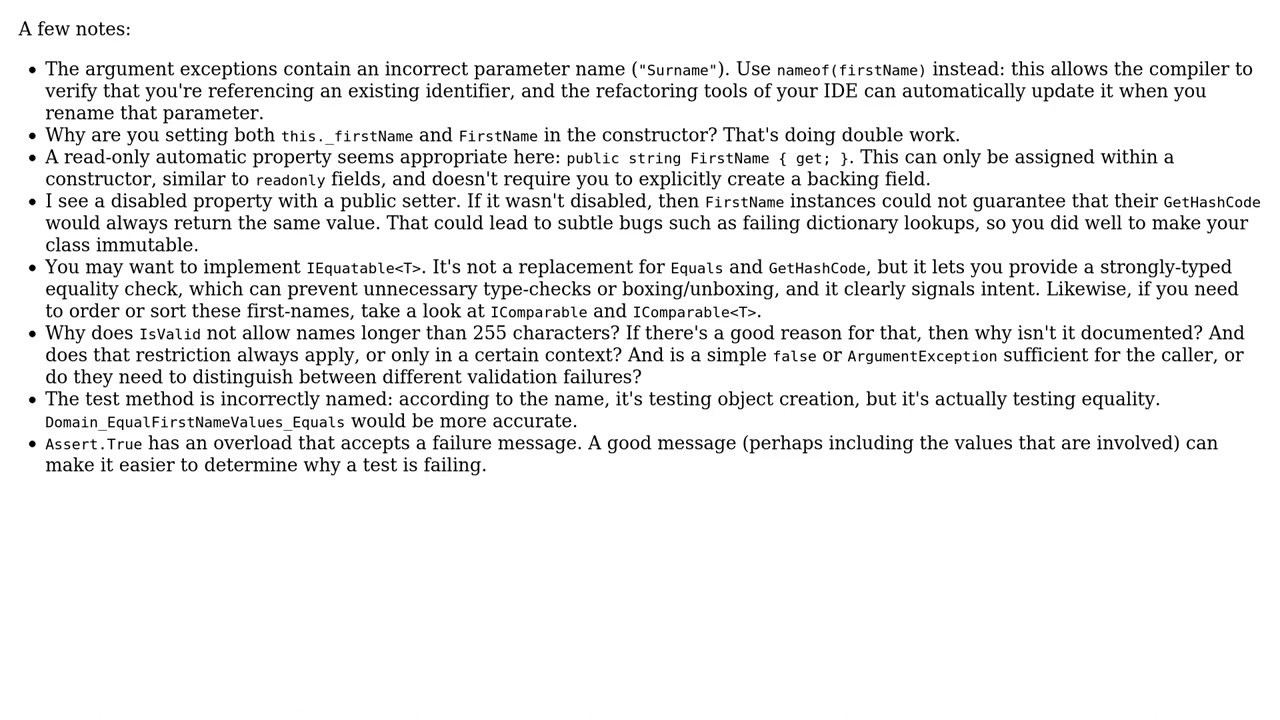 A few notes:
• The argument exceptions contain an incorrect parameter name ("Surname"). Use nameof(firstName) instead: this allows the compiler to
verify that you're referencing an existing identifier, and the refactoring tools of your IDE can automatically update it when you
rename that parameter.
• Why are you setting both this._firstName and FirstName in the constructor? That's doing double work.
• A read-only automatic property seems appropriate here: public string FirstName { get; }. This can only be assigned within a
constructor, similar to readonly fields, and doesn't require you to explicitly create a backing field.
• I see a disabled property with a public setter. If it wasn't disabled, then FirstName instances could not guarantee that their GetHashCode
would always return the same value. That could lead to subtle bugs such as failing dictionary lookups, so you did well to make your
class immutable.
• You may want to implement IEquatable<T>. It's not a replacement for Equals and GetHashCode, but it lets you provide a strongly-typed
equality check, which can prevent unnecessary type-checks or boxing/unboxing, and it clearly signals intent. Likewise, if you need
to order or sort these first-names, take a look at IComparable and IComparable<T>.
• Why does IsValid not allow names longer than 255 characters? If there's a good reason for that, then why isn't it documented? And
does that restriction always apply, or only in a certain context? And is a simple false or ArgumentException sufficient for the caller, or
do they need to distinguish between different validation failures?
• The test method is incorrectly named: according to the name, it's testing object creation, but it's actually testing equality.
Domain_EqualFirstNameValues_Equals would be more accurate.
• Assert.True has an overload that accepts a failure message. A good message (perhaps including the values that are involved) can
make it easier to determine why a test is failing.